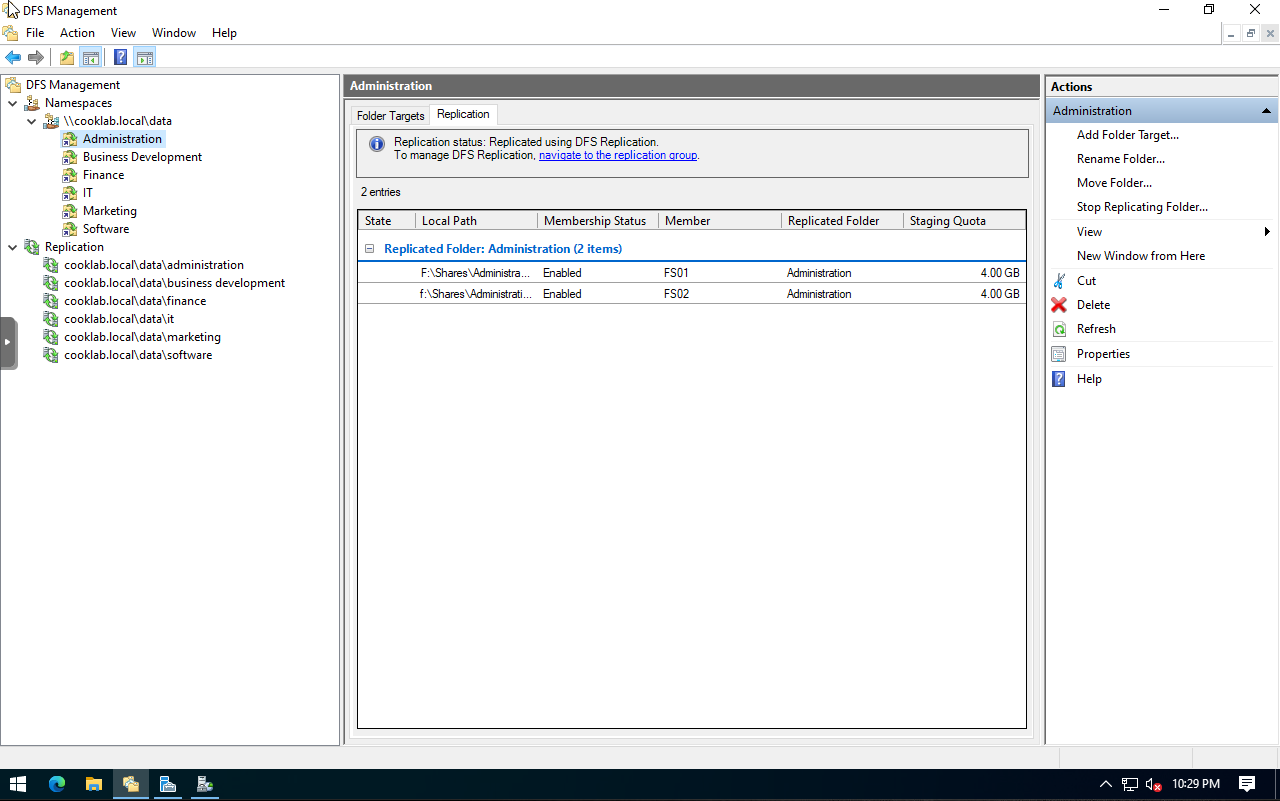 DFS Management
File Action View Window Help
DFS Management
Namespaces
\\cooklab.local\data
Administration
Business Development
Finance
IT
Marketing
Software
Replication
cooklab.local\data\administration
cooklab.local\data\business development
cooklab.local\data\finance
cooklab.local\data\it
cooklab.local\data\marketing
cooklab.local\data\software
Administration
Folder Targets Replication
Replication status: Replicated using DFS Replication.
To manage DFS Replication, navigate to the replication group.
2 entries
State Local Path Membership Status Member Replicated Folder Staging Quota
Replicated Folder: Administration (2 items)
F:\Shares\Administra... Enabled FS01 Administration 4.00 GB
f:\Shares\Administrati... Enabled FS02 Administration 4.00 GB
Actions
Administration
Add Folder Target...
Rename Folder...
Move Folder...
Stop Replicating Folder...
View
New Window from Here
Cut
Delete
Refresh
Properties
Help
10:29 PM